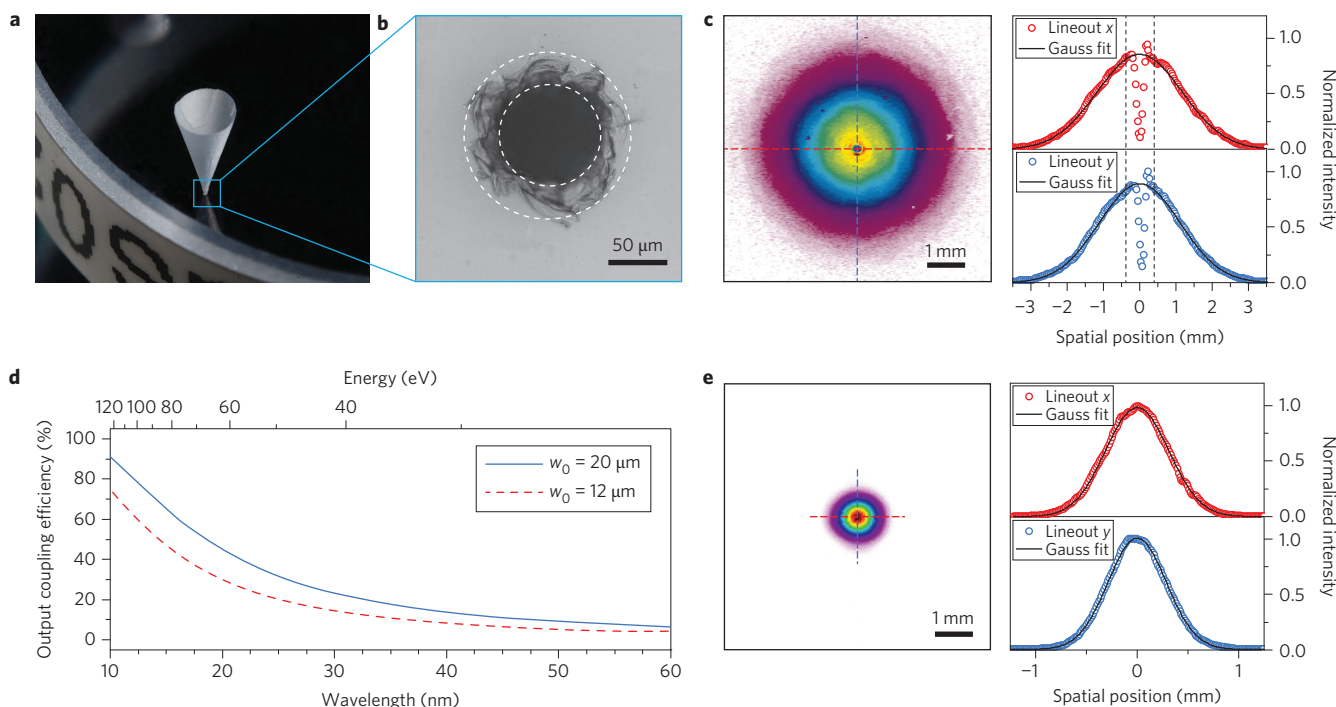 a
b
50 μm
c
1 mm
Lineout x
Gauss fit
1.0
0.5
0.0
Lineout y
Gauss fit
1.0
0.5
0.0
Normalized intensity
−3 −2 −1 0 1 2 3
Spatial position (mm)
d
Energy (eV)
120 100 80 60 40
Output coupling efficiency (%)
100
80
60
40
20
0
w0 = 20 μm
w0 = 12 μm
10 20 30 40 50 60
Wavelength (nm)
e
1 mm
Lineout x
Gauss fit
1.0
0.5
0.0
Lineout y
Gauss fit
1.0
0.5
0.0
Normalized intensity
−1 0 1
Spatial position (mm)